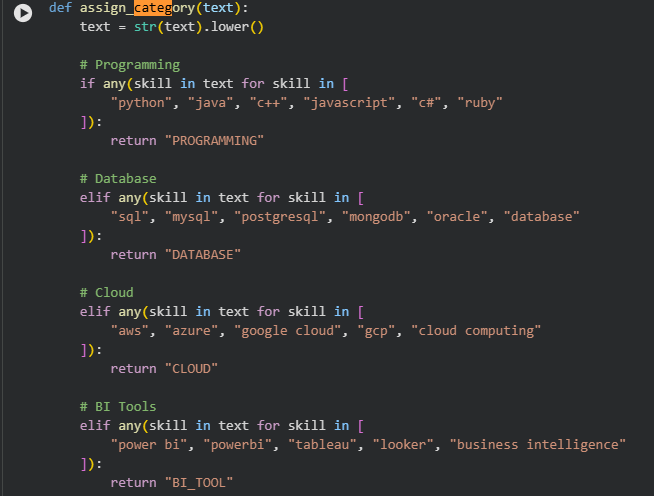 def assign_category(text):
    text = str(text).lower()

    # Programming
    if any(skill in text for skill in [
        "python", "java", "c++", "javascript", "c#", "ruby"
    ]):
        return "PROGRAMMING"

    # Database
    elif any(skill in text for skill in [
        "sql", "mysql", "postgresql", "mongodb", "oracle", "database"
    ]):
        return "DATABASE"

    # Cloud
    elif any(skill in text for skill in [
        "aws", "azure", "google cloud", "gcp", "cloud computing"
    ]):
        return "CLOUD"

    # BI Tools
    elif any(skill in text for skill in [
        "power bi", "powerbi", "tableau", "looker", "business intelligence"
    ]):
        return "BI_TOOL"